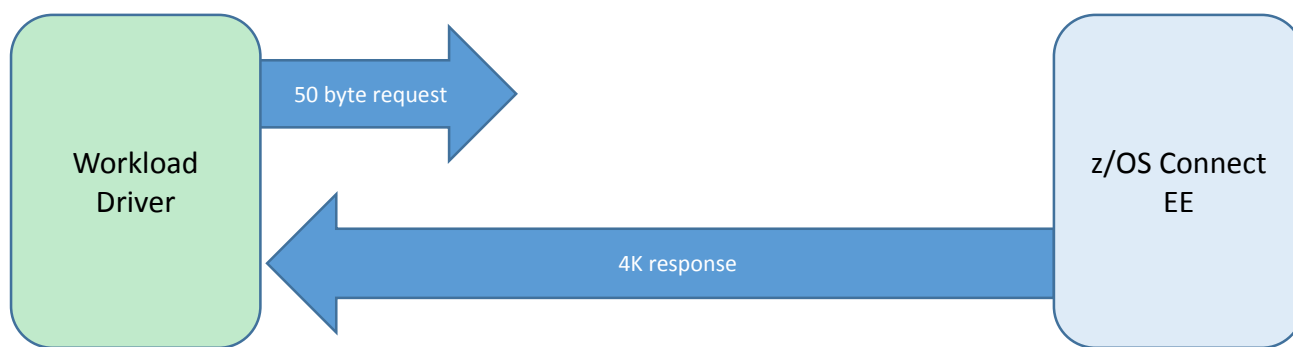 Workload
Driver
50 byte request
4K response
z/OS Connect
EE